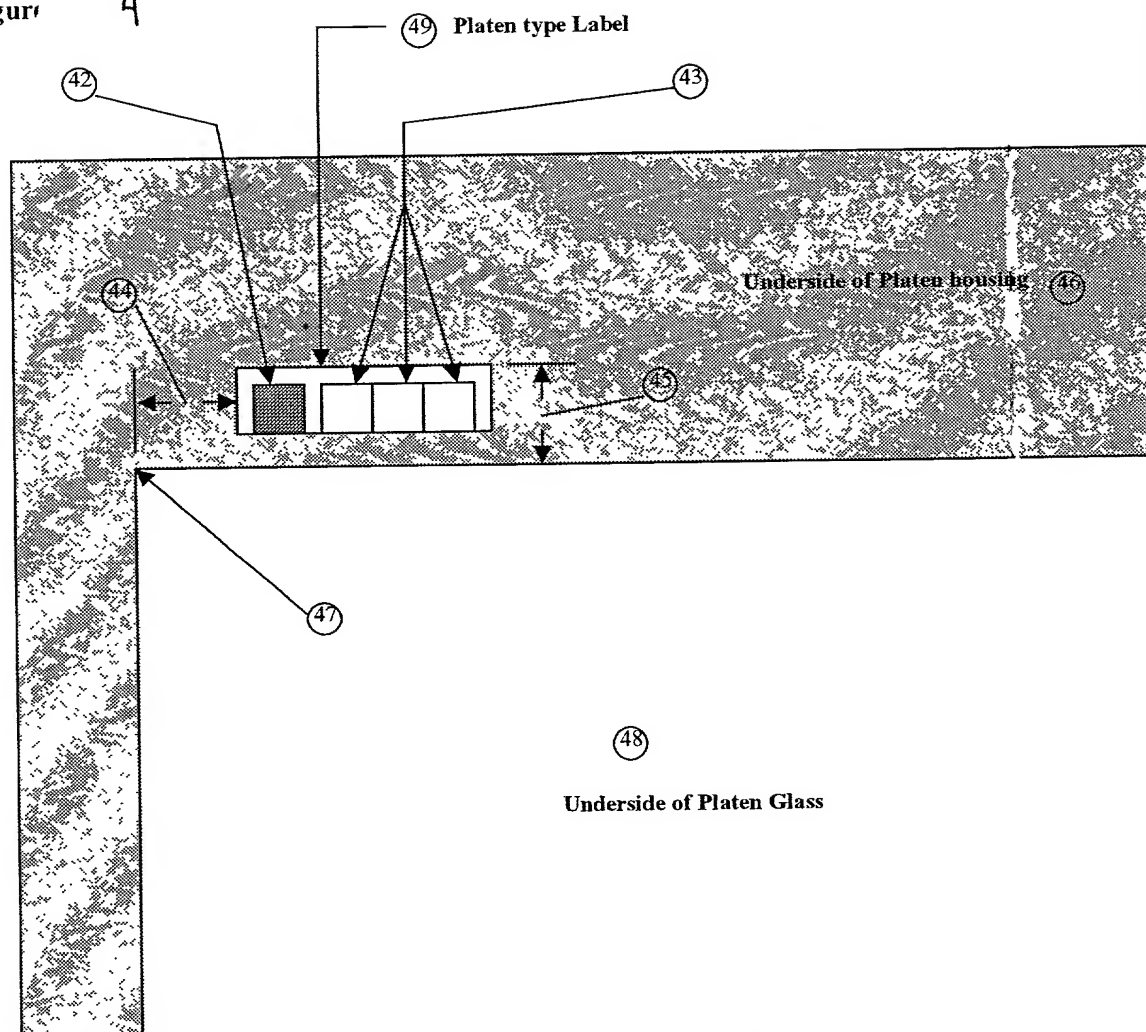 4
49 Platen type Label
42
43
44
Underside of Platen housing 46
45
47
48
Underside of Platen Glass